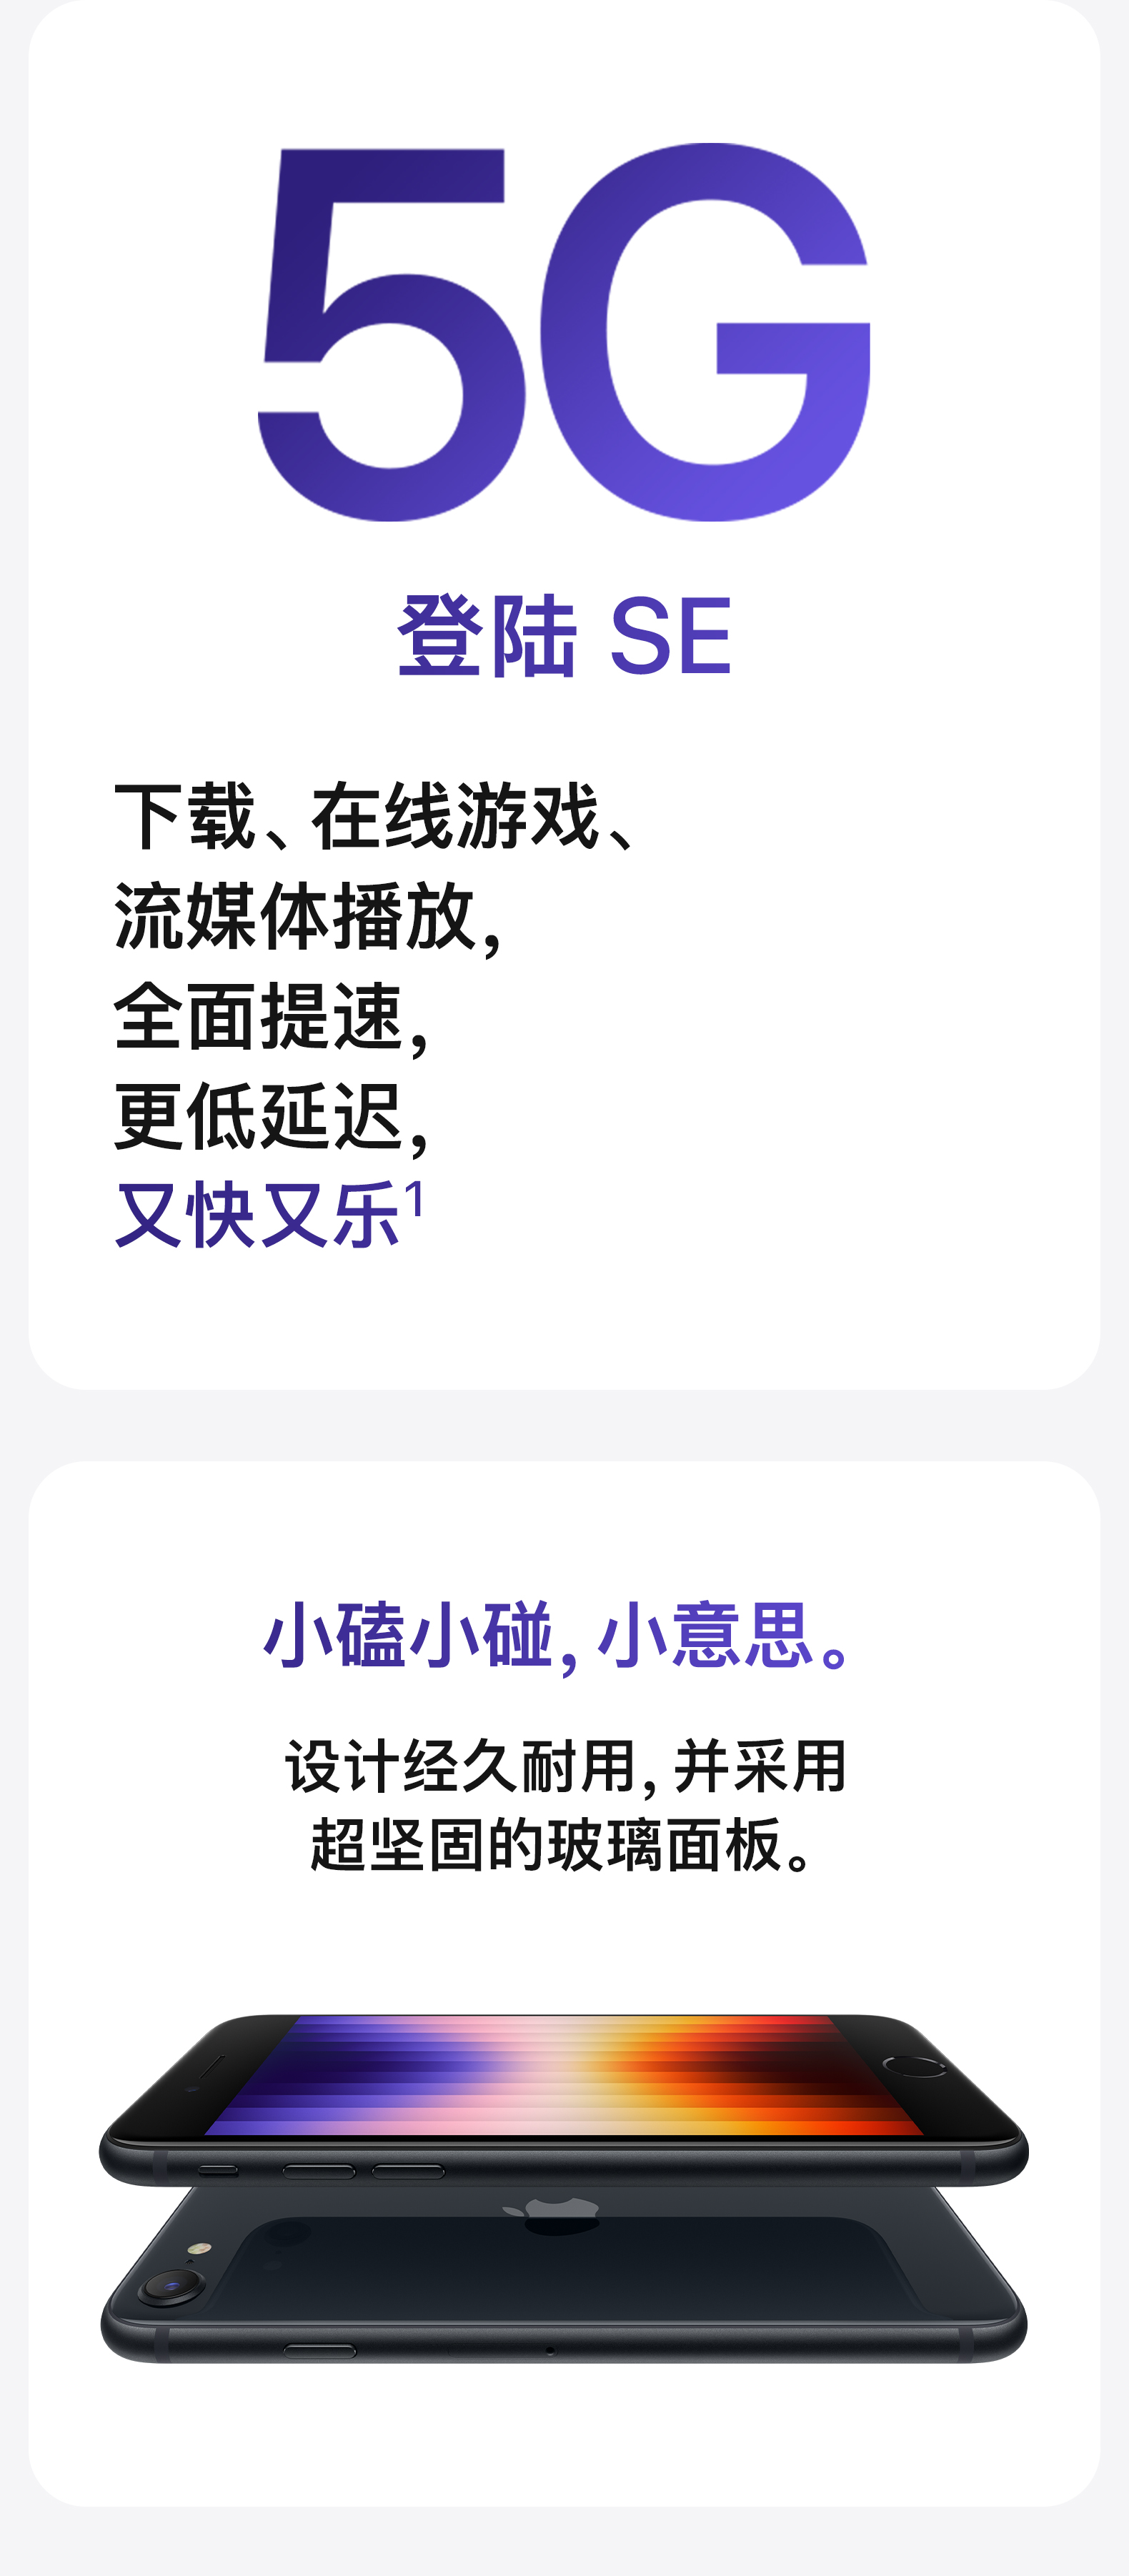 5G
登陆 SE
下载、在线游戏、
流媒体播放，
全面提速，
更低延迟，
又快又乐¹
小磕小碰，小意思。
设计经久耐用，并采用
超坚固的玻璃面板。